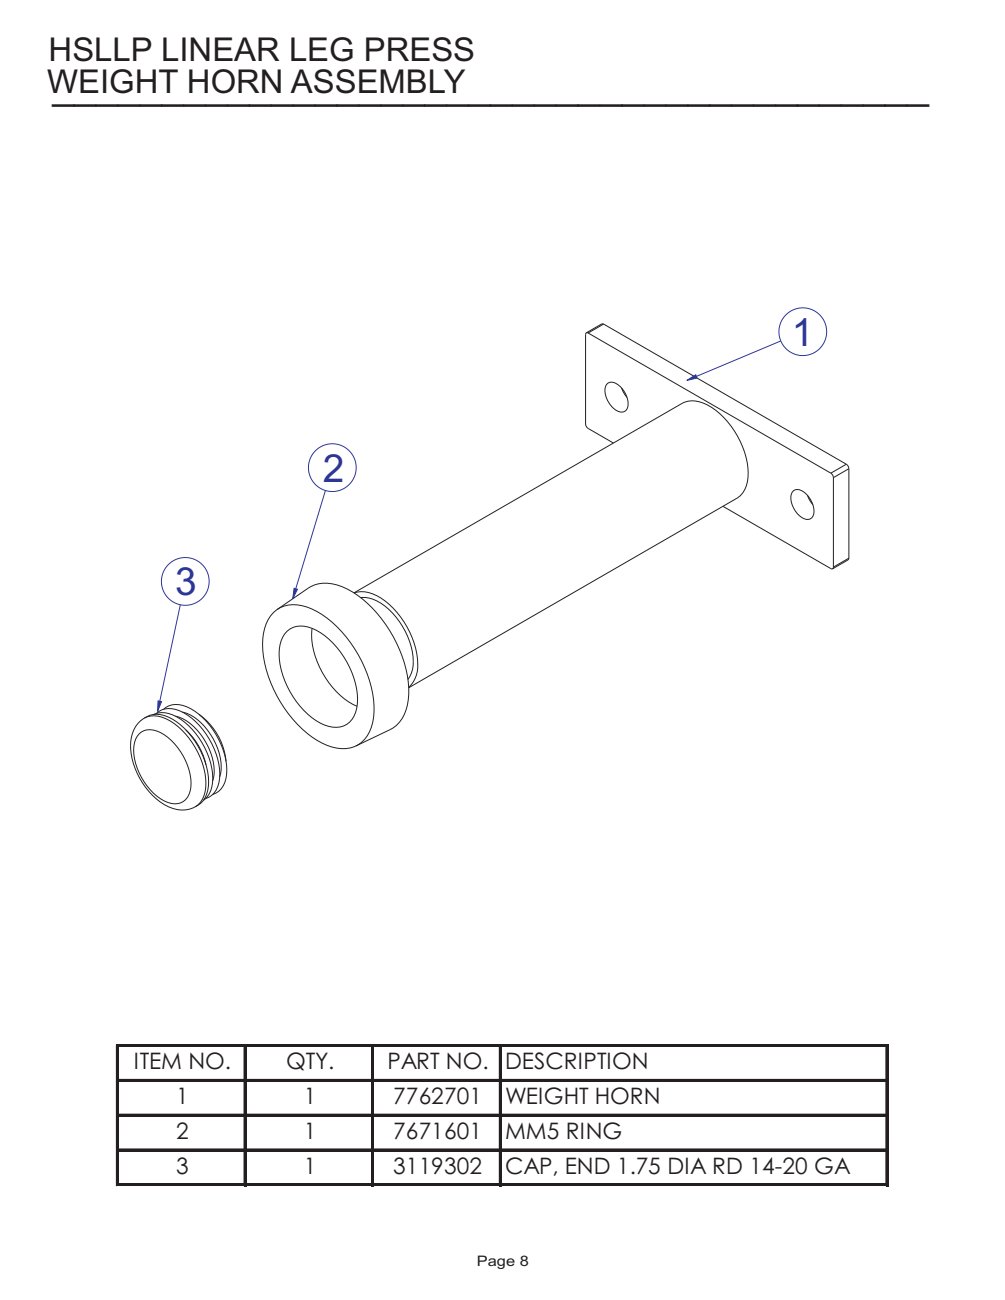 HSLLP LINEAR LEG PRESS
WEIGHT HORN ASSEMBLY
1
2
3
ITEM NO. QTY. PART NO. DESCRIPTION
1 1 7762701 WEIGHT HORN
2 1 7671601 MM5 RING
3 1 3119302 CAP, END 1.75 DIA RD 14-20 GA
Page 8